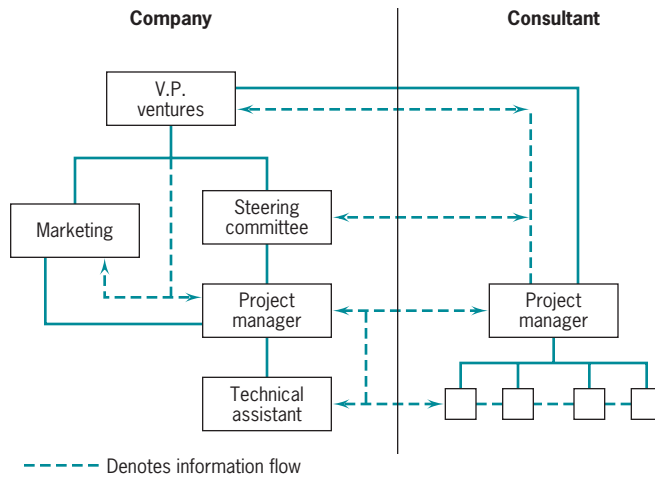 Company
Consultant
V.P.
ventures
Marketing
Steering
committee
Project
manager
Project
manager
Technical
assistant
Denotes information flow